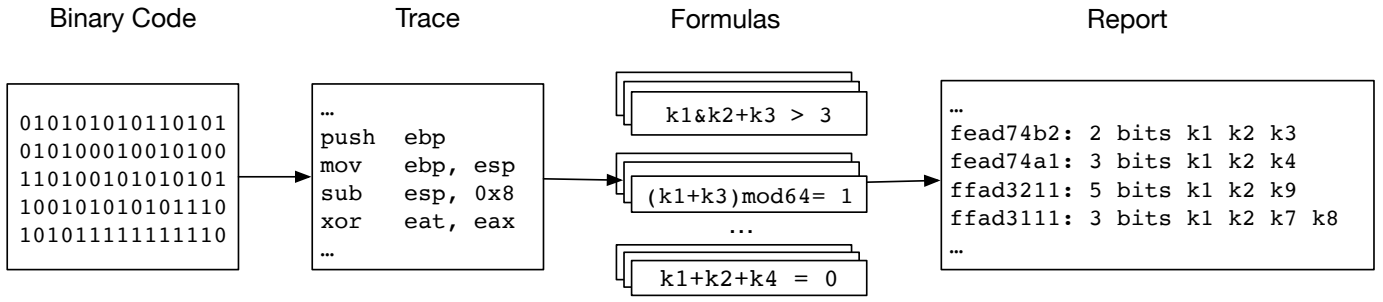 Binary Code
Trace
Formulas
Report
010101010110101
010100010010100
110100101010101
100101010101110
101011111111110
…
push ebp
mov ebp, esp
sub esp, 0x8
xor eat, eax
…
k1&k2+k3 > 3
(k1+k3)mod64= 1
…
k1+k2+k4 = 0
…
fead74b2: 2 bits k1 k2 k3
fead74a1: 3 bits k1 k2 k4
ffad3211: 5 bits k1 k2 k9
ffad3111: 3 bits k1 k2 k7 k8
…